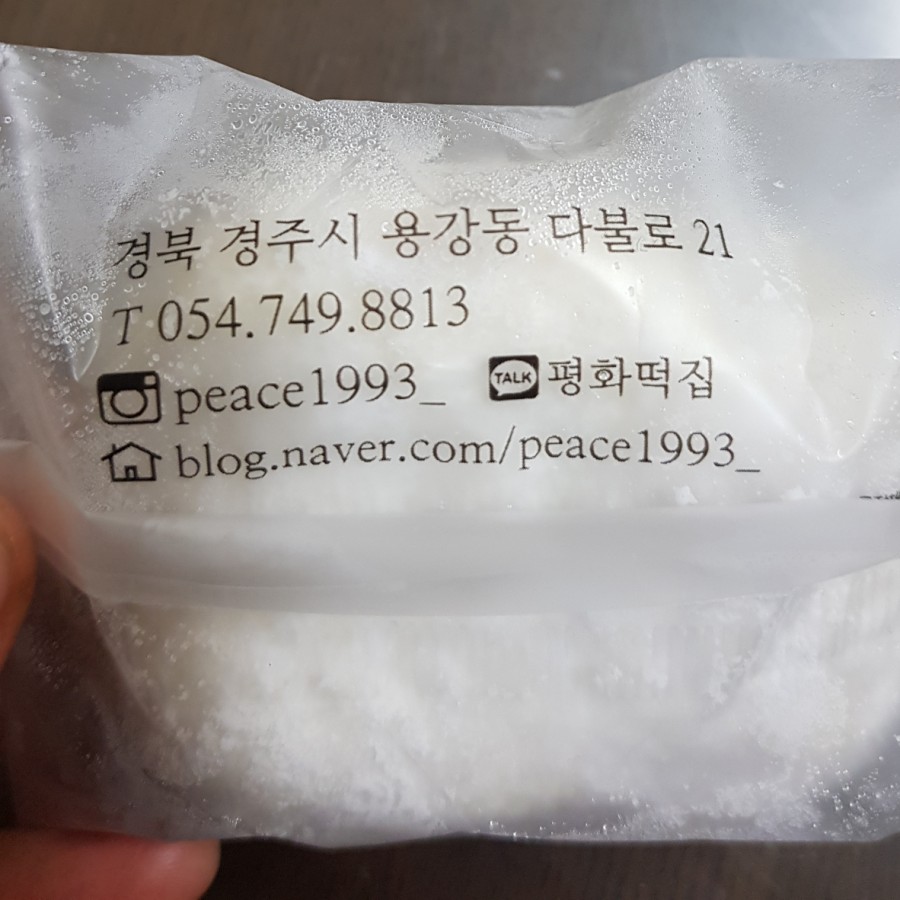 경북 경주시 용강동 다불로 21
T 054.749.8813
peace1993_ TALK 평화떡집
blog.naver.com/peace1993_